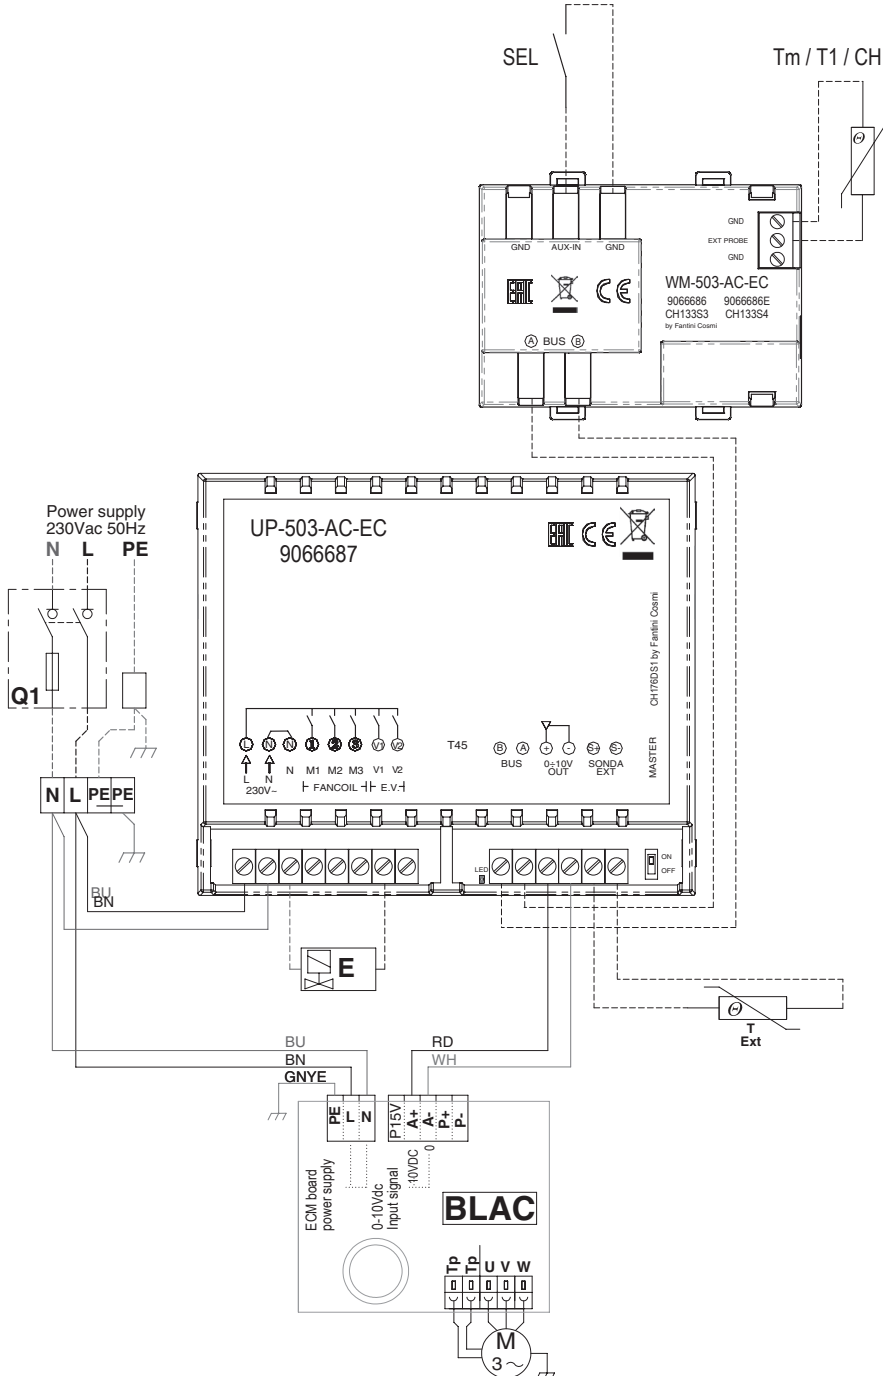 SEL
Tm / T1 / CH
GND
AUX-IN
GND
GND
EXT PROBE
GND
WM-503-AC-EC
9066686 9066686E
CH133S3 CH133S4
by Fantini Cosmi
EAC
CE
A BUS B
Power supply
230Vac 50Hz
N L PE
Q1
UP-503-AC-EC
9066687
EAC
CE
CH176DS1 by Fantini Cosmi
MASTER
L N N 1 2 3 V1 V2
L N N M1 M2 M3 V1 V2
230V~ FANCOIL E.V.
T45
B A + - S+ S-
BUS 0÷10V SONDA
OUT EXT
LED
ON
OFF
N L PE PE
BU
BN
E
Θ
Θ
T
Ext
BU
BN
GNYE
RD
WH
PE
L
N
P15V
A+
A-
P+
P-
ECM board
power supply
0-10Vdc
Input signal
10VDC
0
BLAC
Tp
Tp
U V W
M
3 ~